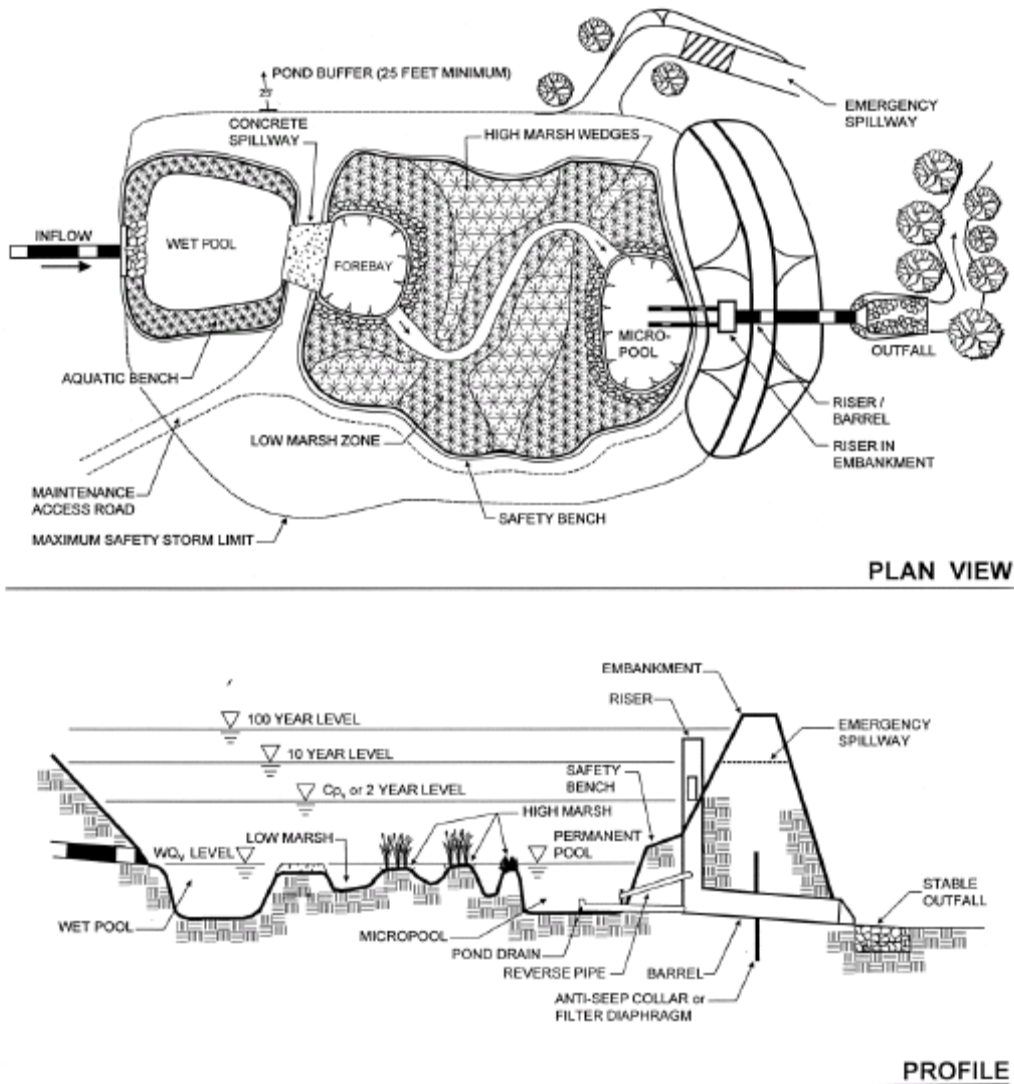 POND BUFFER (25 FEET MINIMUM)
25'
CONCRETE
SPILLWAY
HIGH MARSH WEDGES
EMERGENCY
SPILLWAY
INFLOW
WET POOL
FOREBAY
MICRO-
POOL
OUTFALL
AQUATIC BENCH
RISER /
BARREL
LOW MARSH ZONE
RISER IN
EMBANKMENT
MAINTENANCE
ACCESS ROAD
SAFETY BENCH
MAXIMUM SAFETY STORM LIMIT
PLAN VIEW
EMBANKMENT
RISER
100 YEAR LEVEL
EMERGENCY
SPILLWAY
10 YEAR LEVEL
SAFETY
BENCH
Cpv or 2 YEAR LEVEL
HIGH MARSH
LOW MARSH
PERMANENT
POOL
WQv LEVEL
STABLE
OUTFALL
WET POOL
MICROPOOL
POND DRAIN
REVERSE PIPE
BARREL
ANTI-SEEP COLLAR or
FILTER DIAPHRAGM
PROFILE